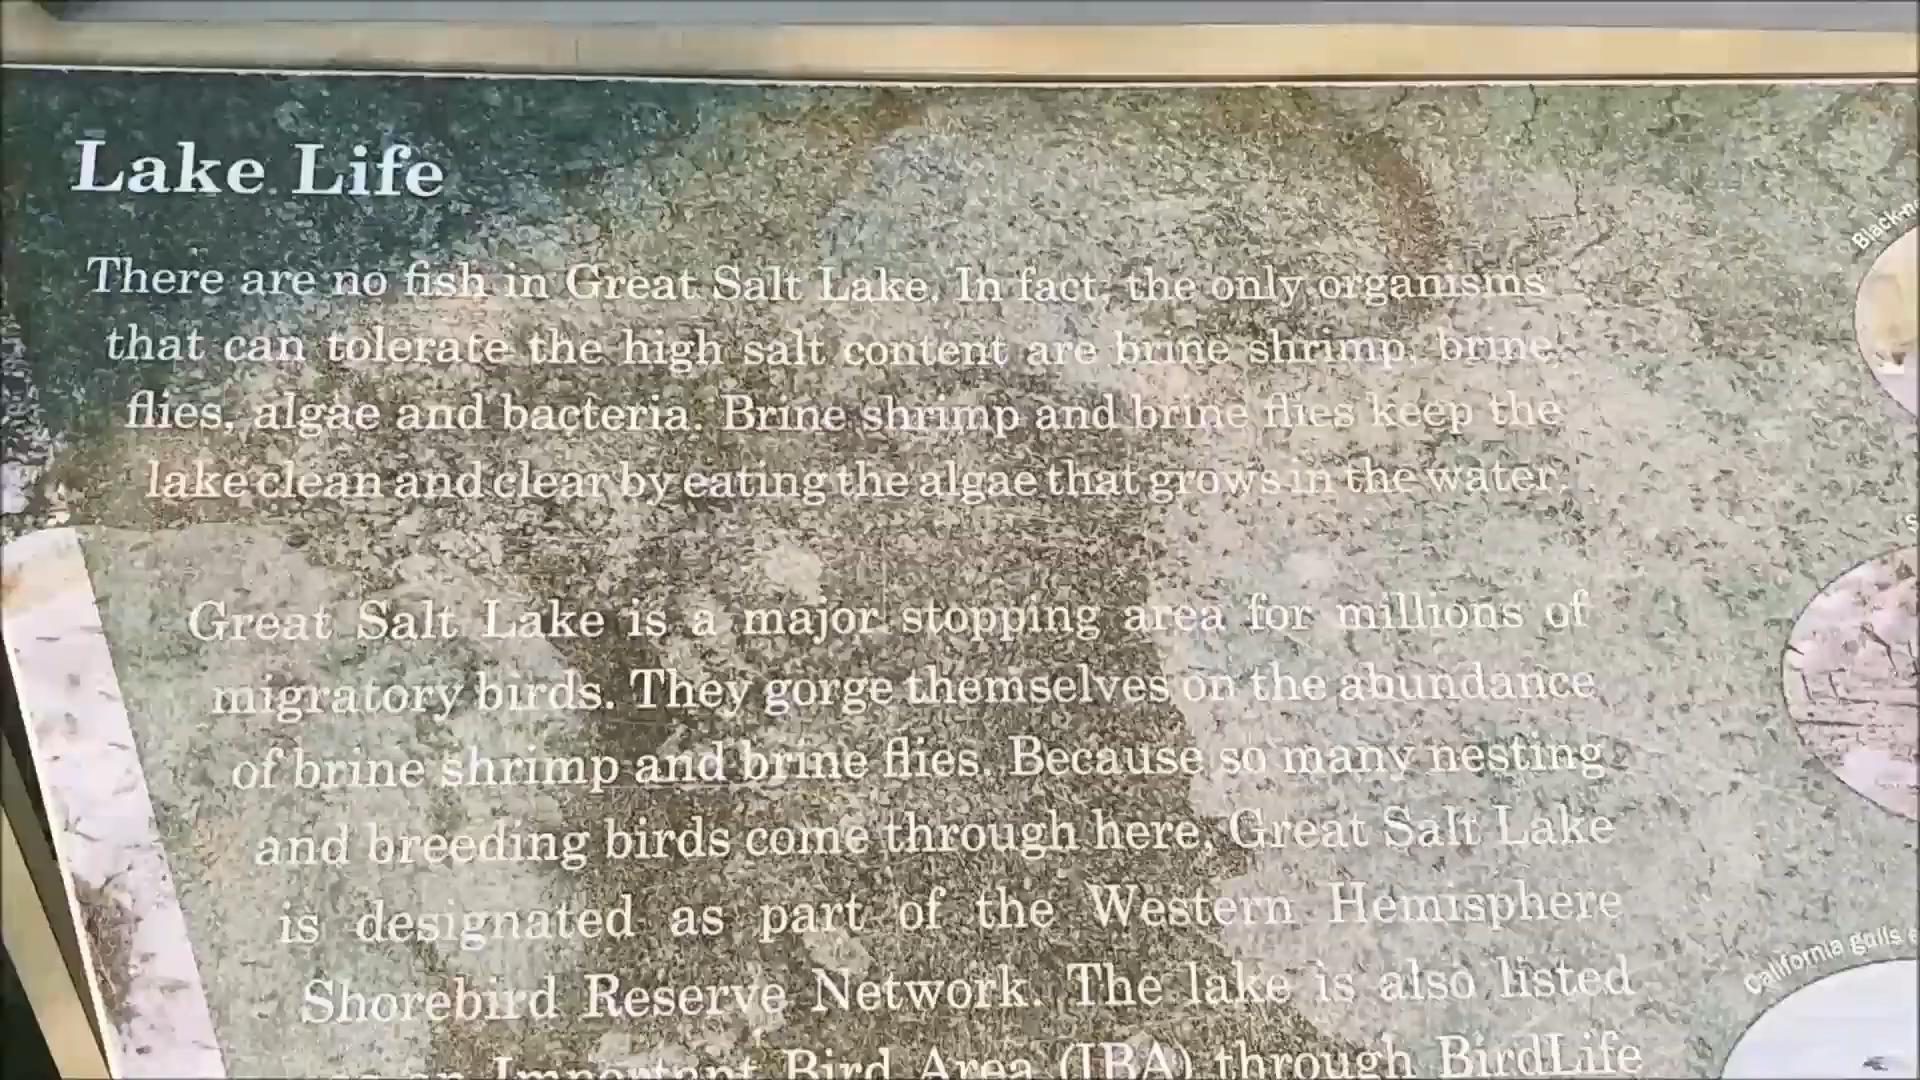 Lake Life
There are no fish in Great Salt Lake. In fact, the only organisms
that can tolerate the high salt content are brine shrimp, brine
flies, algae and bacteria. Brine shrimp and brine flies keep the
lake clean and clear by eating the algae that grows in the water.
Great Salt Lake is a major stopping area for millions of
migratory birds. They gorge themselves on the abundance
of brine shrimp and brine flies. Because so many nesting
and breeding birds come through here, Great Salt Lake
is designated as part of the Western Hemisphere
Shorebird Reserve Network. The lake is also listed
as an Important Bird Area (IBA) through BirdLife
California gulls